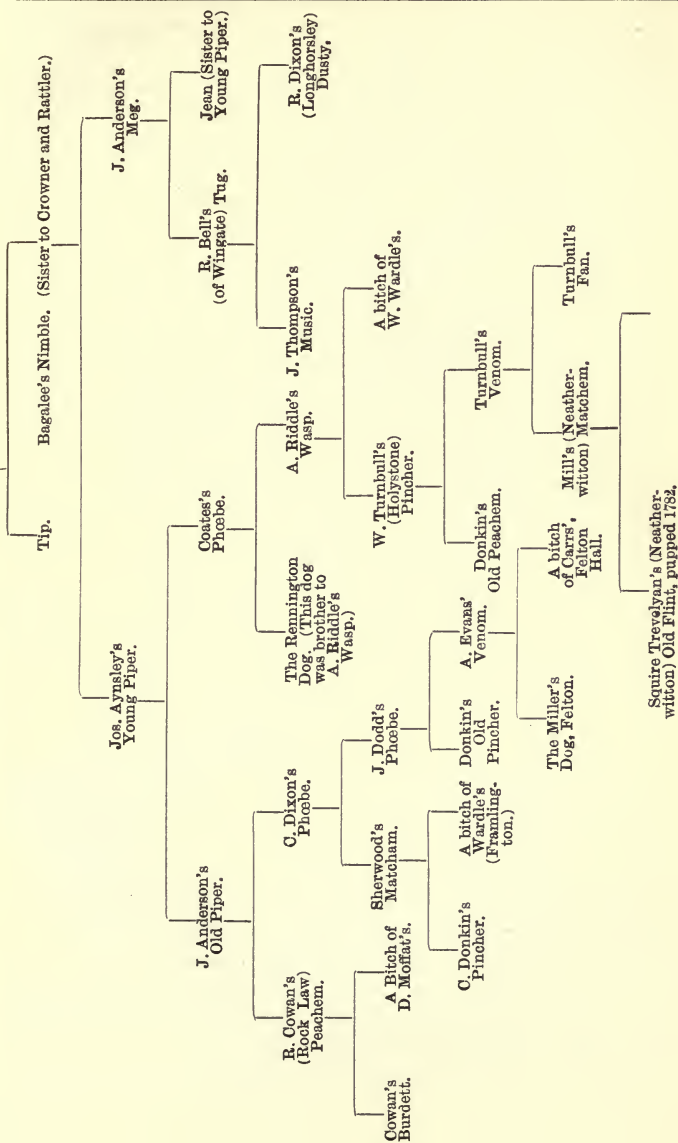 Tip.
Bagalee's Nimble. (Sister to Crowner and Rattler.)
Jos. Aynsley's
Young Piper.
J. Anderson's
Meg.
J. Anderson's
Old Piper.
Coates's
Phœbe.
R. Bell's
(of Wingate) Tug.
Jean (Sister to
Young Piper.)
R. Cowan's
(Rock Law)
Peachem.
C. Dixon's
Phœbe.
The Rennington
Dog. (This dog
was brother to
A. Riddle's
Wasp.)
A. Riddle's
Wasp.
J. Thompson's
Music.
R. Dixon's
(Longhorsley)
Dusty.
Cowan's
Burdett.
A Bitch of
D. Moffat's.
Sherwood's
Matcham.
J. Dodd's
Phœbe.
W. Turnbull's
(Holystone)
Pincher.
A bitch of
W. Wardle's.
C. Donkin's
Pincher.
A bitch of
Wardle's
(Framling-
ton.)
Donkin's
Old
Pincher.
A. Evans'
Venom.
Donkin's
Old Peachem.
Turnbull's
Venom.
The Miller's
Dog, Felton.
A bitch
of Carrs',
Felton
Hall.
Mill's (Neather-
witton) Matchem.
Turnbull's
Fan.
Squire Trevelyan's (Neather-
witton) Old Flint, pupped 1782.